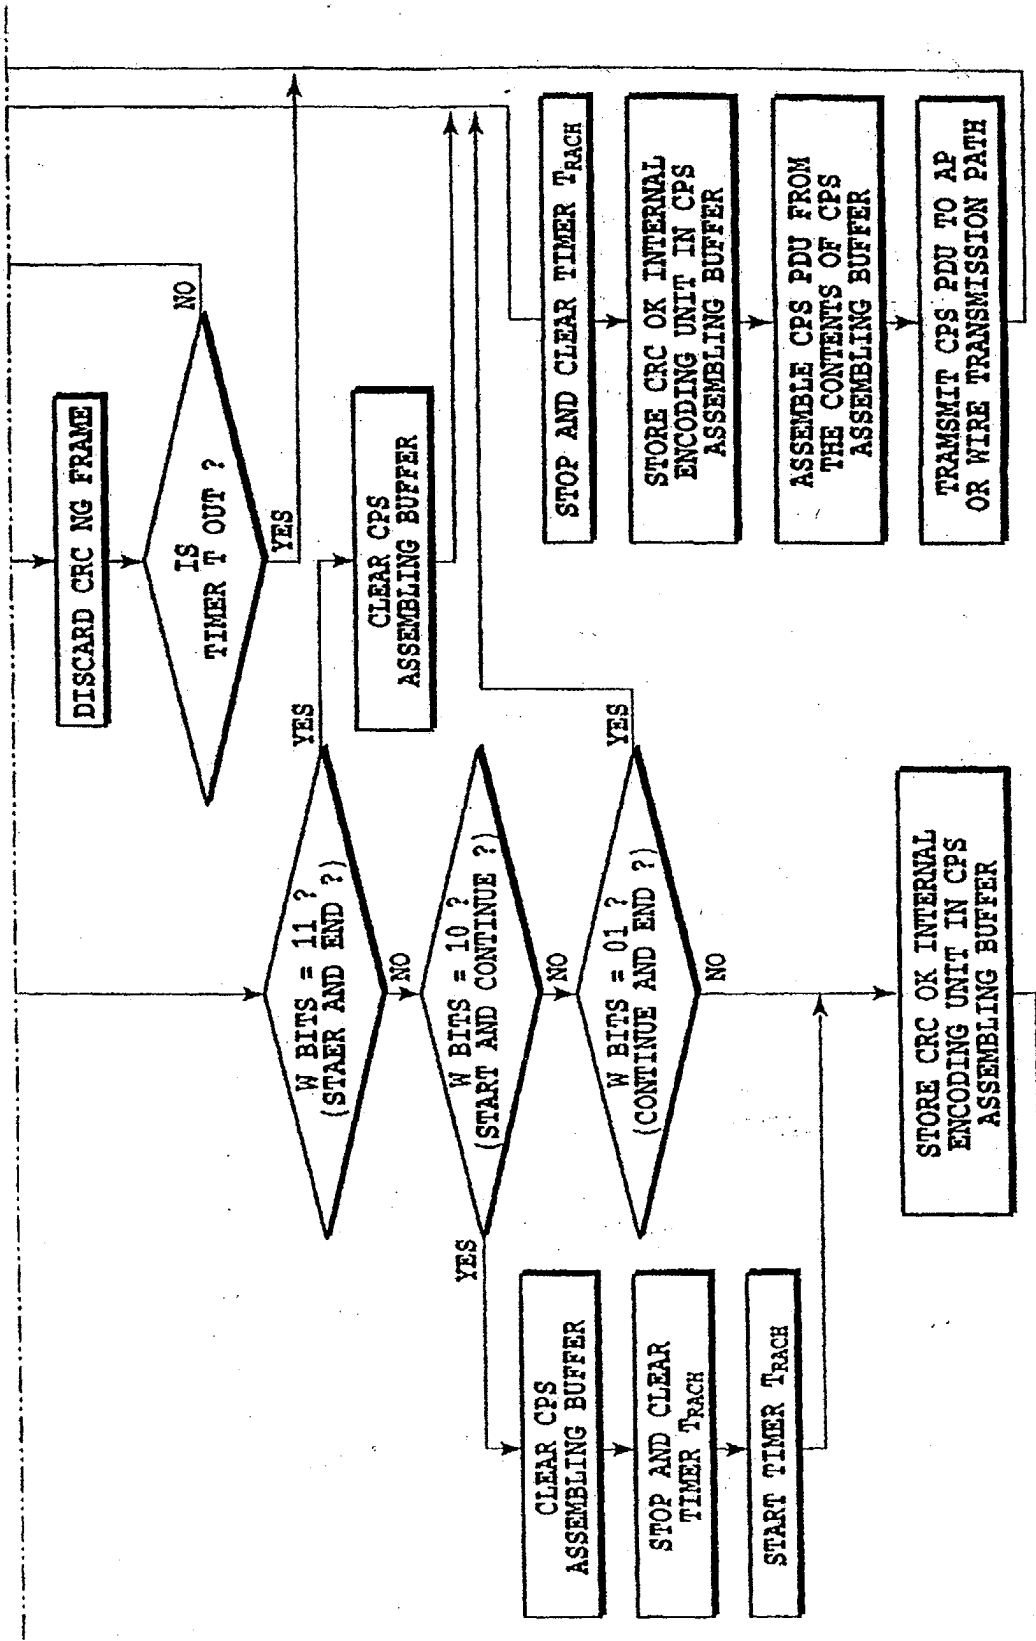 DISCARD CRC NG FRAME
IS
TIMER T OUT ?
NO
YES
W BITS = 11 ?
(STAER AND END ?)
YES
NO
CLEAR CPS
ASSEMBLING BUFFER
W BITS = 10 ?
(START AND CONTINUE ?)
YES
NO
W BITS = 01 ?
(CONTINUE AND END ?)
YES
NO
CLEAR CPS
ASSEMBLING BUFFER
STOP AND CLEAR
TIMER TRACH
START TIMER TRACH
STORE CRC OK INTERNAL
ENCODING UNIT IN CPS
ASSEMBLING BUFFER
STOP AND CLEAR TIMER TRACH
STORE CRC OK INTERNAL
ENCODING UNIT IN CPS
ASSEMBLING BUFFER
ASSEMBLE CPS PDU FROM
THE CONTENTS OF CPS
ASSEMBLING BUFFER
TRAMSMIT CPS PDU TO AP
OR WIRE TRANSMISSION PATH